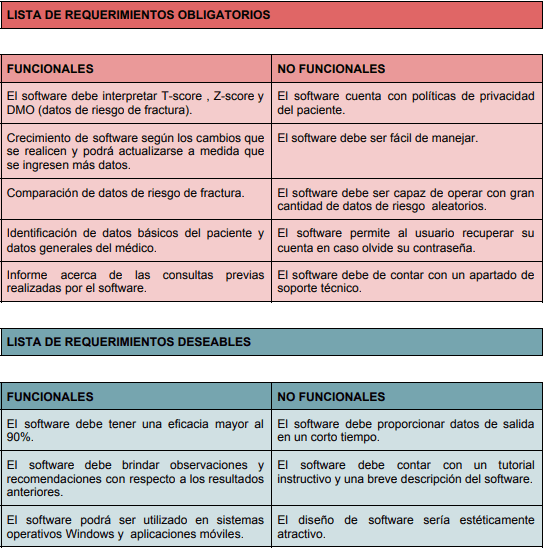 LISTA DE REQUERIMIENTOS OBLIGATORIOS
FUNCIONALES
NO FUNCIONALES
El software debe interpretar T-score , Z-score y
DMO (datos de riesgo de fractura).
El software cuenta con políticas de privacidad
del paciente.
Crecimiento de software según los cambios que
se realicen y podrá actualizarse a medida que
se ingresen más datos.
El software debe ser fácil de manejar.
Comparación de datos de riesgo de fractura.
El software debe ser capaz de operar con gran
cantidad de datos de riesgo aleatorios.
Identificación de datos básicos del paciente y
datos generales del médico.
El software permite al usuario recuperar su
cuenta en caso olvide su contraseña.
Informe acerca de las consultas previas
realizadas por el software.
El software debe de contar con un apartado de
soporte técnico.
LISTA DE REQUERIMIENTOS DESEABLES
FUNCIONALES
NO FUNCIONALES
El software debe tener una eficacia mayor al
90%.
El software debe proporcionar datos de salida
en un corto tiempo.
El software debe brindar observaciones y
recomendaciones con respecto a los resultados
anteriores.
El software debe contar con un tutorial
instructivo y una breve descripción del software.
El software podrá ser utilizado en sistemas
operativos Windows y aplicaciones móviles.
El diseño de software sería estéticamente
atractivo.